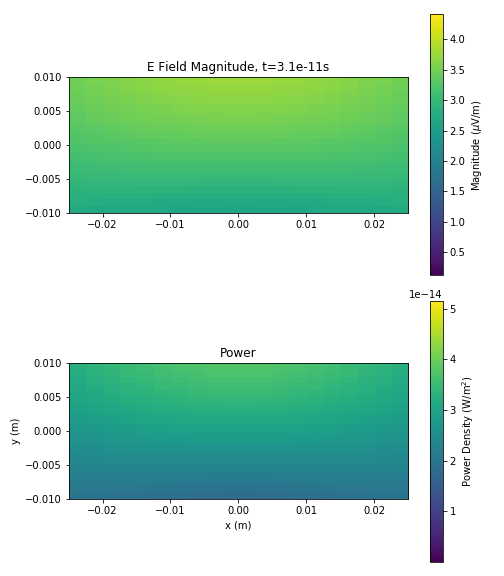 E Field Magnitude, t=3.1e-11s
0.010
0.005
0.000
−0.005
−0.010
−0.02 −0.01 0.00 0.01 0.02
4.0
3.5
3.0
2.5
2.0
1.5
1.0
0.5
Magnitude (μV/m)
Power
0.010
0.005
0.000
−0.005
−0.010
y (m)
−0.02 −0.01 0.00 0.01 0.02
x (m)
1e−14
5
4
3
2
1
Power Density (W/m²)